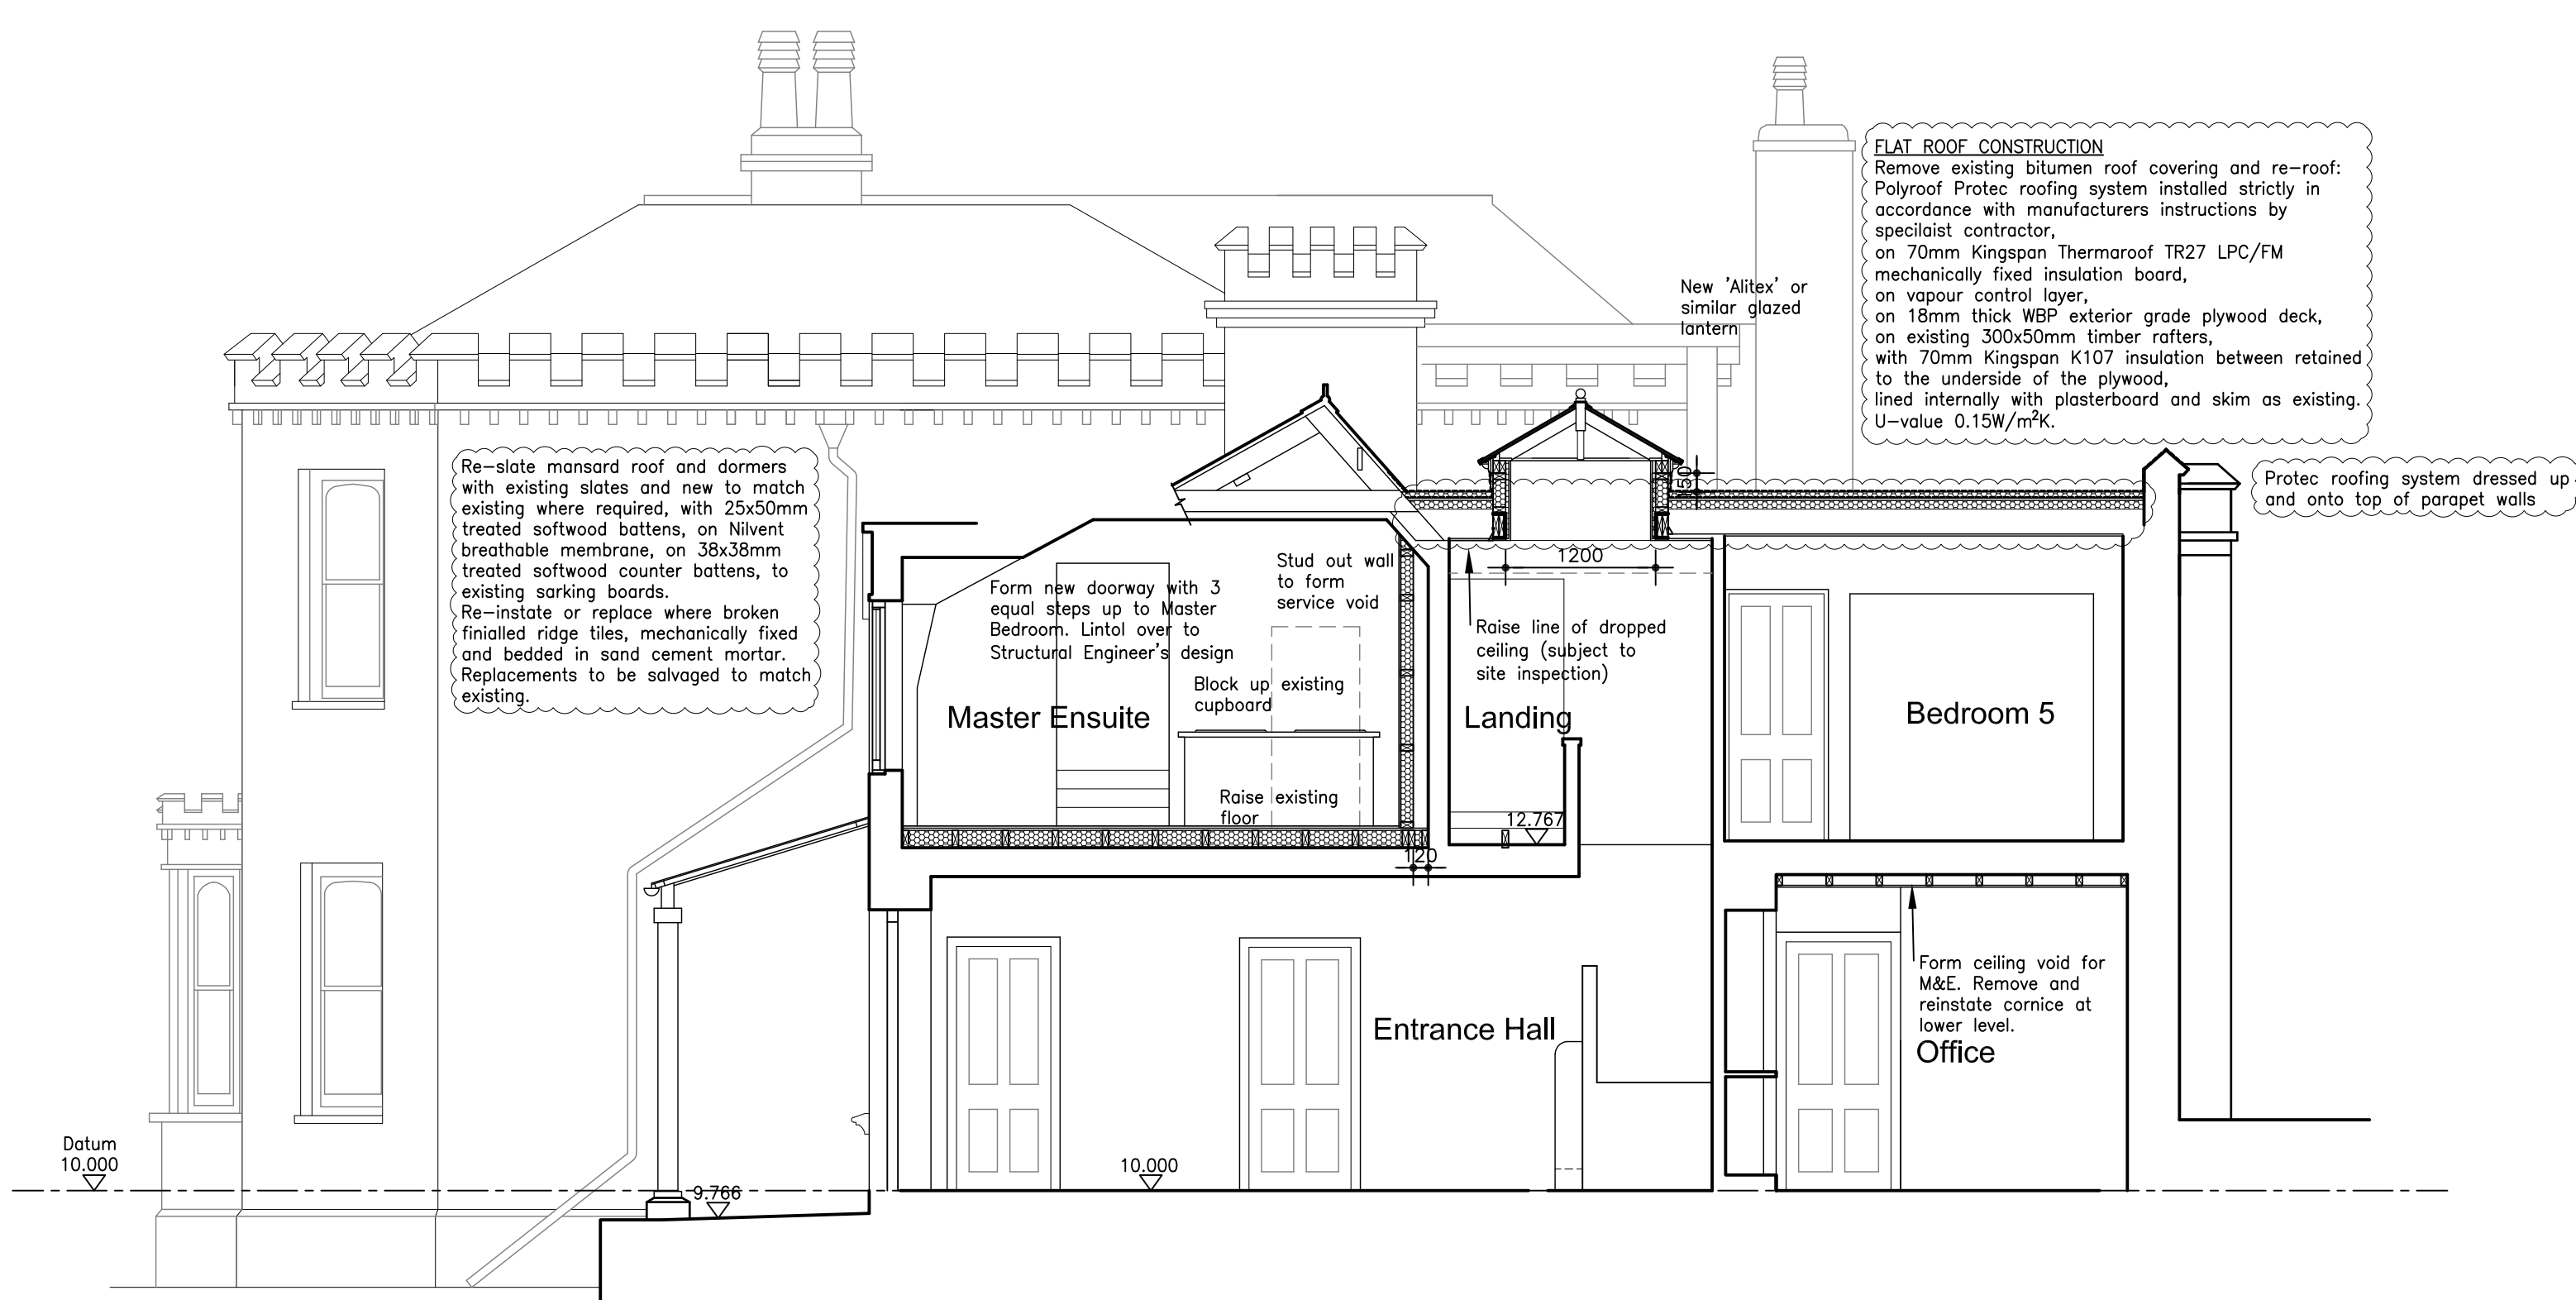 FLAT ROOF CONSTRUCTION
Remove existing bitumen roof covering and re-roof:
Polyroof Protec roofing system installed strictly in
accordance with manufacturers instructions by
specilaist contractor,
on 70mm Kingspan Thermaroof TR27 LPC/FM
mechanically fixed insulation board,
on vapour control layer,
on 18mm thick WBP exterior grade plywood deck,
on existing 300x50mm timber rafters,
with 70mm Kingspan K107 insulation between retained
to the underside of the plywood,
lined internally with plasterboard and skim as existing.
U-value 0.15W/m²K.
New 'Alitex' or
similar glazed
lantern
Re-slate mansard roof and dormers
with existing slates and new to match
existing where required, with 25x50mm
treated softwood battens, on Nilvent
breathable membrane, on 38x38mm
treated softwood counter battens, to
existing sarking boards.
Re-instate or replace where broken
finialled ridge tiles, mechanically fixed
and bedded in sand cement mortar.
Replacements to be salvaged to match
existing.
Protec roofing system dressed up
and onto top of parapet walls
1200
Form new doorway with 3
equal steps up to Master
Bedroom. Lintol over to
Structural Engineer's design
Stud out wall
to form
service void
Raise line of dropped
ceiling (subject to
site inspection)
Block up existing
cupboard
Master Ensuite
Landing
Bedroom 5
Raise existing
floor
12.767
120
Form ceiling void for
M&E. Remove and
reinstate cornice at
lower level.
Office
Entrance Hall
Datum
10.000
10.000
9.766